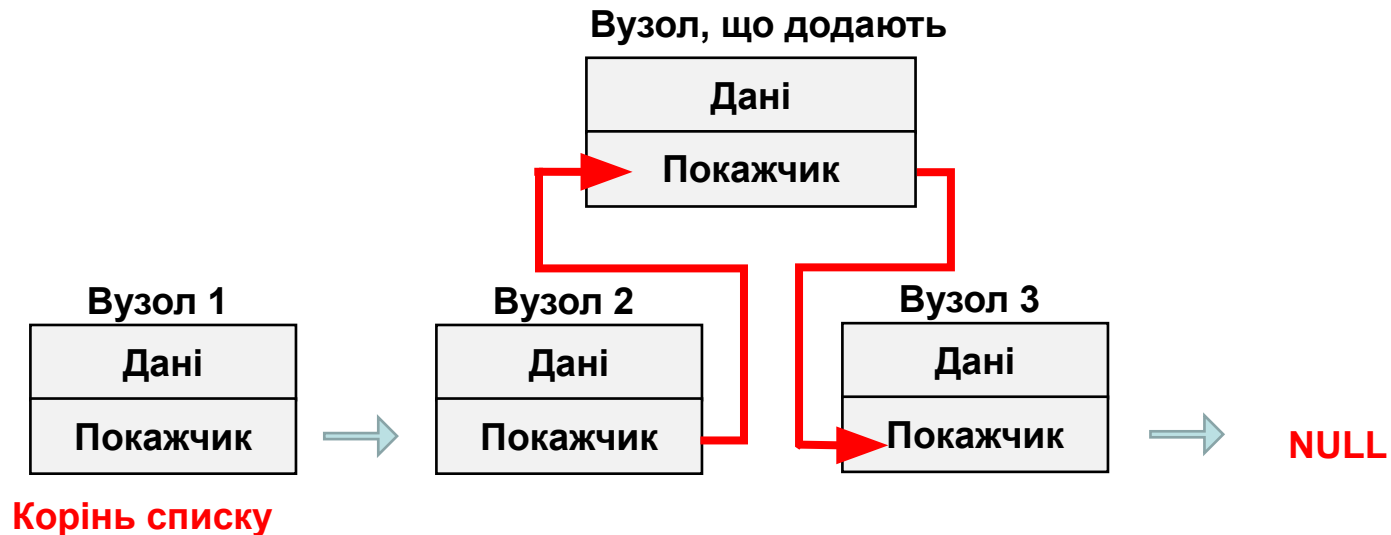 Вузол, що додають
Дані
Покажчик
Вузол 1
Дані
Покажчик
Корінь списку
Вузол 2
Дані
Покажчик
Вузол 3
Дані
Покажчик
NULL